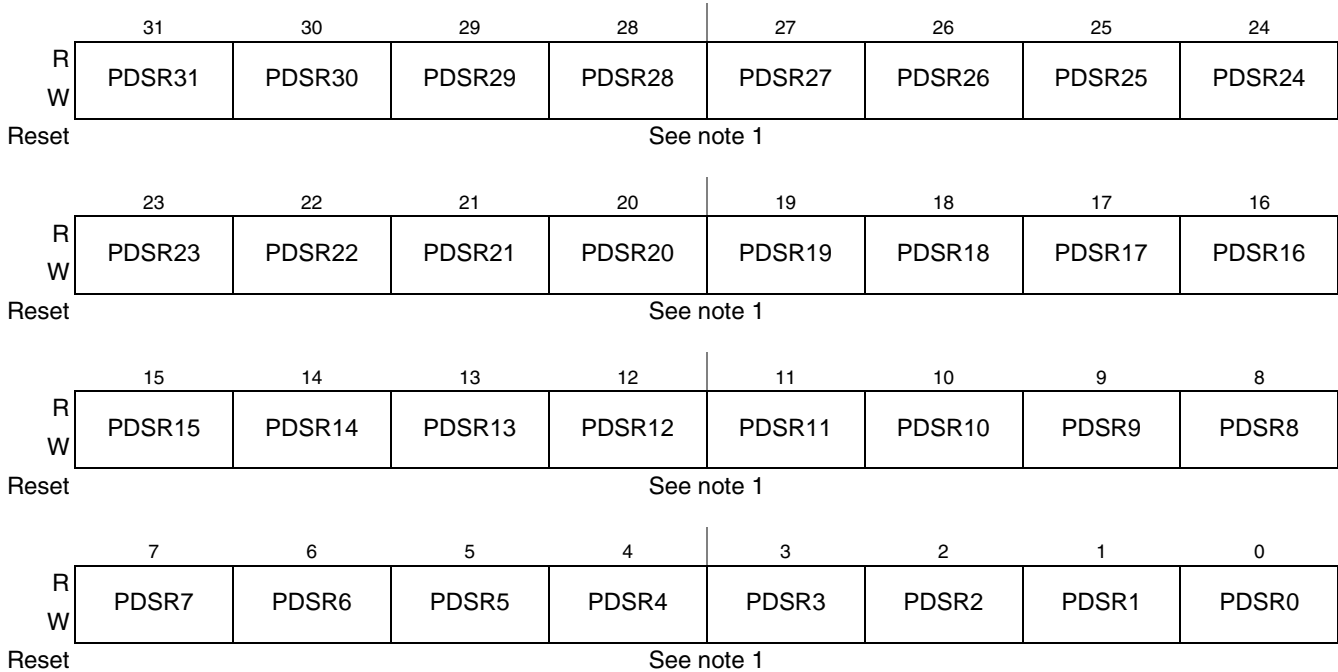 31 30 29 28 27 26 25 24
R
PDSR31 PDSR30 PDSR29 PDSR28 PDSR27 PDSR26 PDSR25 PDSR24
W
Reset See note 1
23 22 21 20 19 18 17 16
R
PDSR23 PDSR22 PDSR21 PDSR20 PDSR19 PDSR18 PDSR17 PDSR16
W
Reset See note 1
15 14 13 12 11 10 9 8
R
PDSR15 PDSR14 PDSR13 PDSR12 PDSR11 PDSR10 PDSR9 PDSR8
W
Reset See note 1
7 6 5 4 3 2 1 0
R
PDSR7 PDSR6 PDSR5 PDSR4 PDSR3 PDSR2 PDSR1 PDSR0
W
Reset See note 1